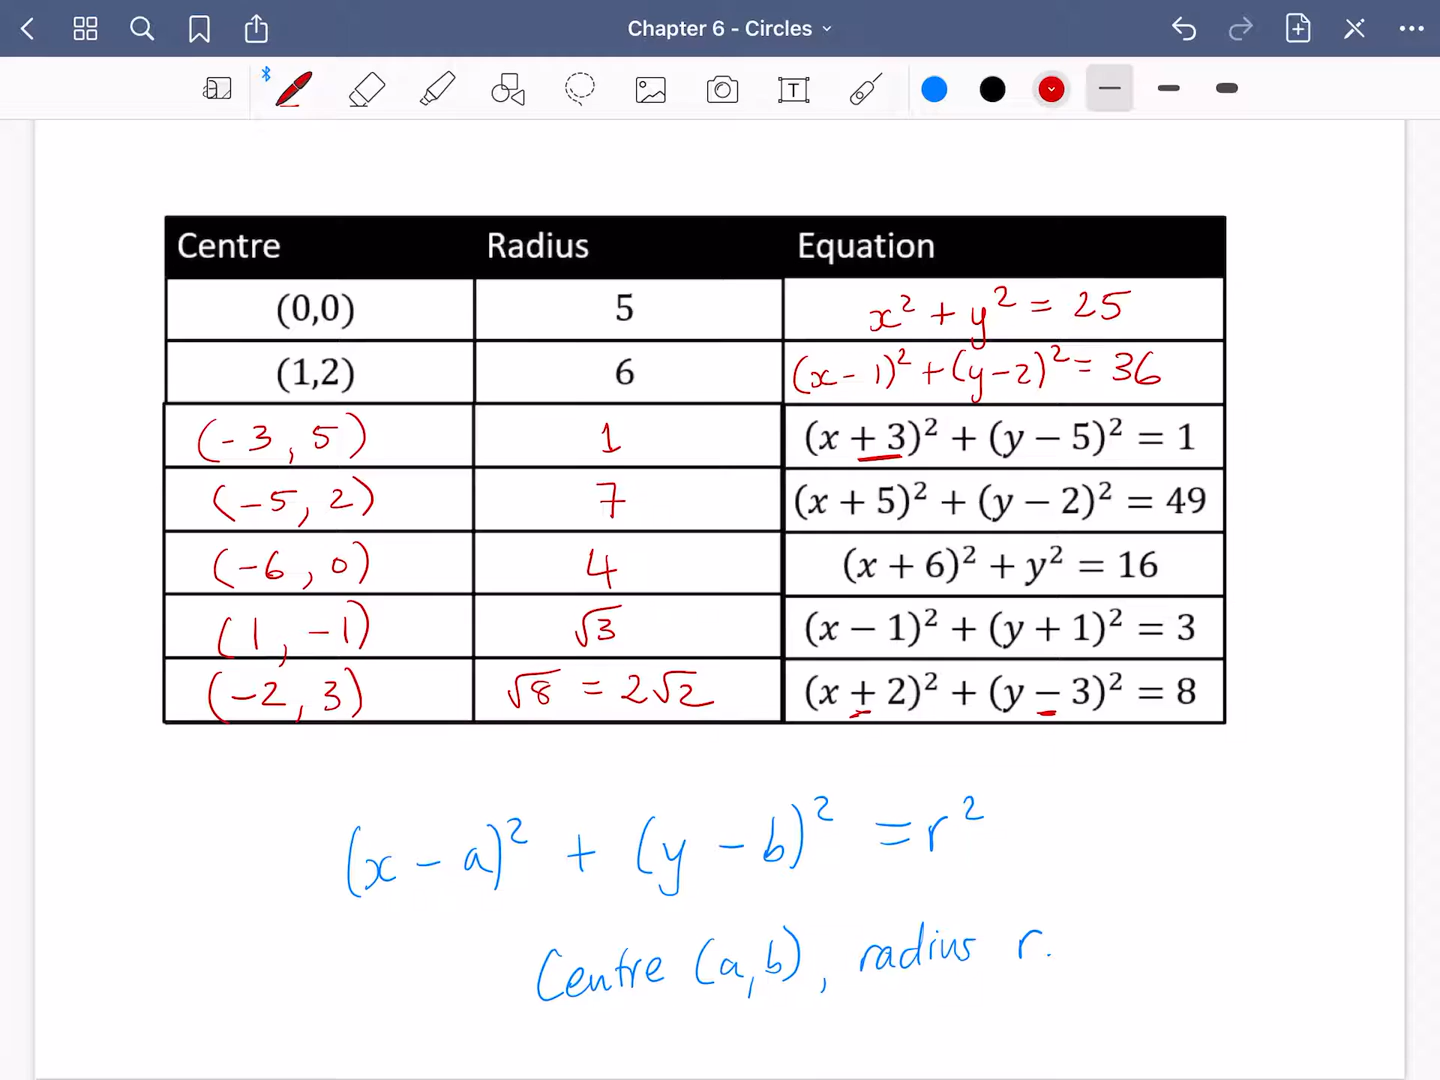 Chapter 6 - Circles
T
Centre Radius Equation
(0,0) 5 x² + y² = 25
(1,2) 6 (x - 1)² + (y - 2)² = 36
(-3, 5) 1 (x + 3)² + (y − 5)² = 1
(-5, 2) 7 (x + 5)² + (y − 2)² = 49
(-6, 0) 4 (x + 6)² + y² = 16
(1, -1) √3 (x − 1)² + (y + 1)² = 3
(-2, 3) √8 = 2√2 (x + 2)² + (y − 3)² = 8
(x - a)² + (y - b)² = r²
Centre (a,b), radius r.